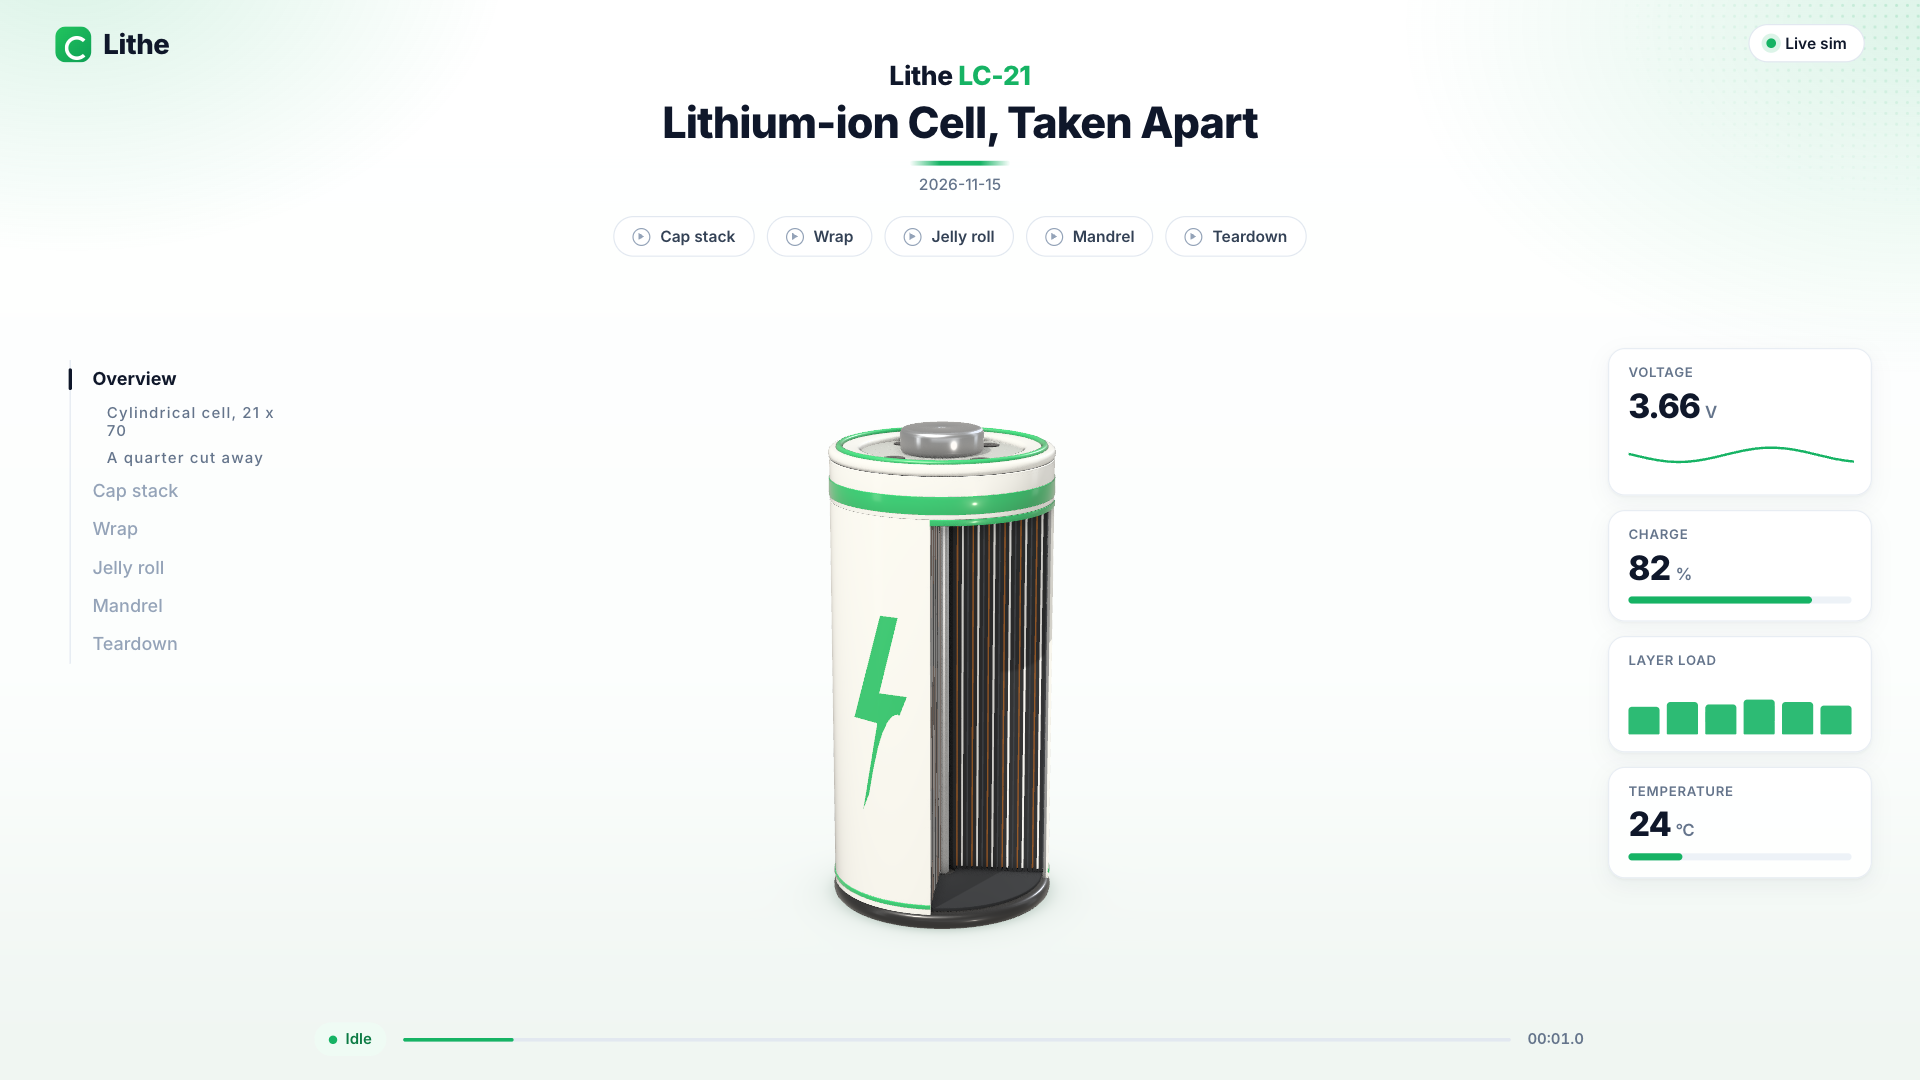 Lithe
Live sim
Lithe LC-21
Lithium-ion Cell, Taken Apart
2026-11-15
Cap stack
Wrap
Jelly roll
Mandrel
Teardown
Overview
Cylindrical cell, 21 x
70
A quarter cut away
Cap stack
Wrap
Jelly roll
Mandrel
Teardown
VOLTAGE
3.66 V
CHARGE
82 %
LAYER LOAD
TEMPERATURE
24 °C
Idle
00:01.0